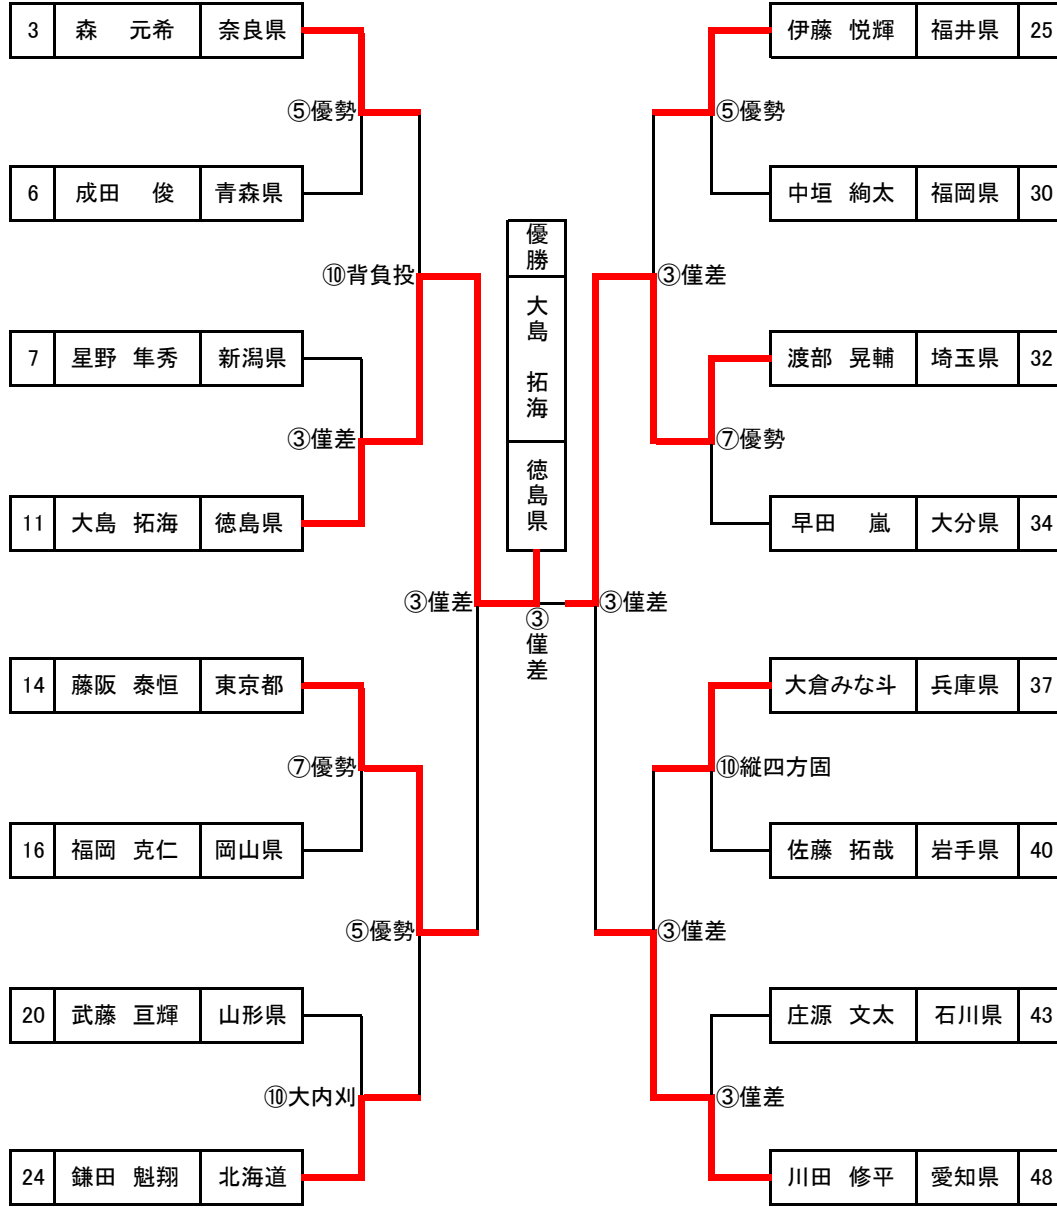 3 森 元希 奈良県
⑤優勢
6 成田 俊 青森県
⑩背負投
7 星野 隼秀 新潟県
③僅差
11 大島 拓海 徳島県
③僅差
14 藤阪 泰恒 東京都
⑦優勢
16 福岡 克仁 岡山県
⑤優勢
20 武藤 亘輝 山形県
⑩大内刈
24 鎌田 魁翔 北海道
優勝
大島 拓海
徳島県
③僅差
伊藤 悦輝 福井県 25
⑤優勢
中垣 絢太 福岡県 30
③僅差
渡部 晃輔 埼玉県 32
⑦優勢
早田 嵐 大分県 34
③僅差
大倉みな斗 兵庫県 37
⑩縦四方固
佐藤 拓哉 岩手県 40
③僅差
庄源 文太 石川県 43
③僅差
川田 修平 愛知県 48